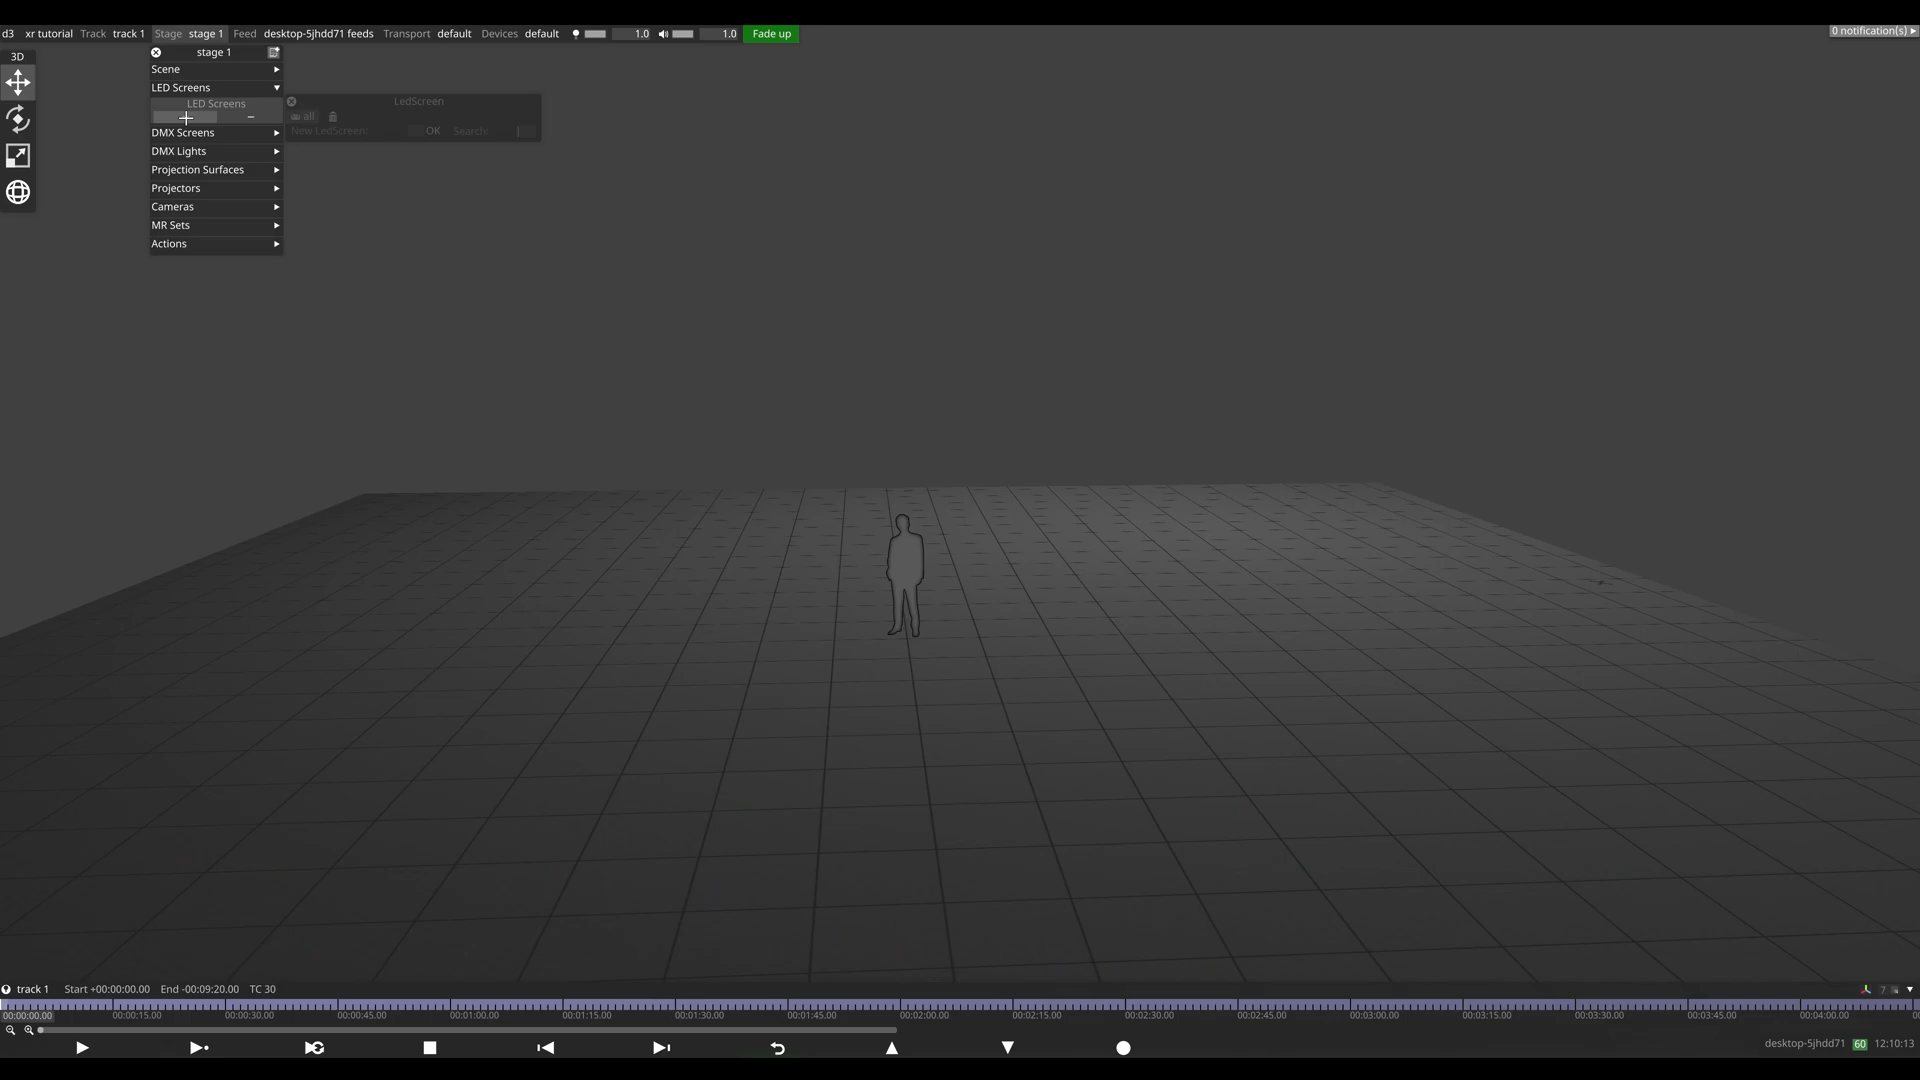 d3 xr tutorial Track track 1 Stage stage 1 Feed desktop-5jhdd71 feeds Transport default Devices default 1.0 1.0 Fade up 0 notification(s)
3D
stage 1
Scene
LED Screens
LED Screens
LedScreen
all
New LedScreen: OK Search:
DMX Screens
DMX Lights
Projection Surfaces
Projectors
Cameras
MR Sets
Actions
track 1 Start +00:00:00.00 End -00:09:20.00 TC 30 7
00:00:00.00 00:00:15.00 00:00:30.00 00:00:45.00 00:01:00.00 00:01:15.00 00:01:30.00 00:01:45.00 00:02:00.00 00:02:15.00 00:02:30.00 00:02:45.00 00:03:00.00 00:03:15.00 00:03:30.00 00:03:45.00 00:04:00.00
desktop-5jhdd71 60 12:10:13